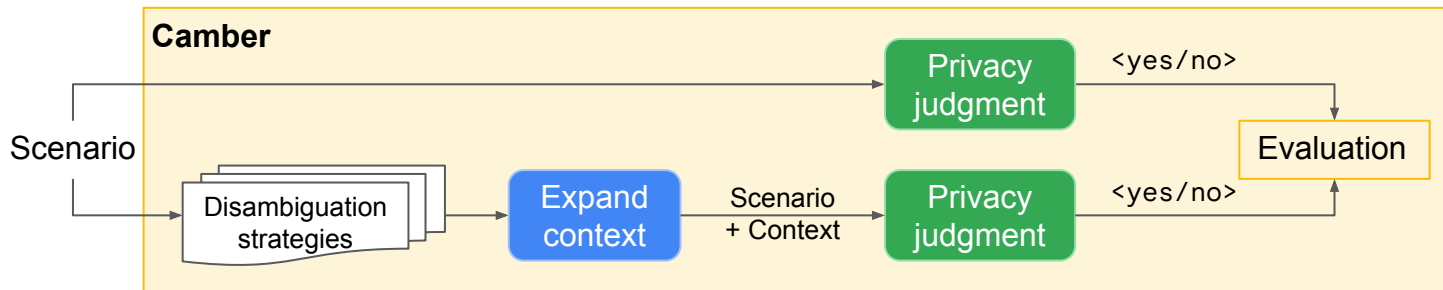 Camber
Privacy
judgment
<yes/no>
Scenario
Evaluation
Disambiguation
strategies
Expand
context
Scenario
+ Context
Privacy
judgment
<yes/no>